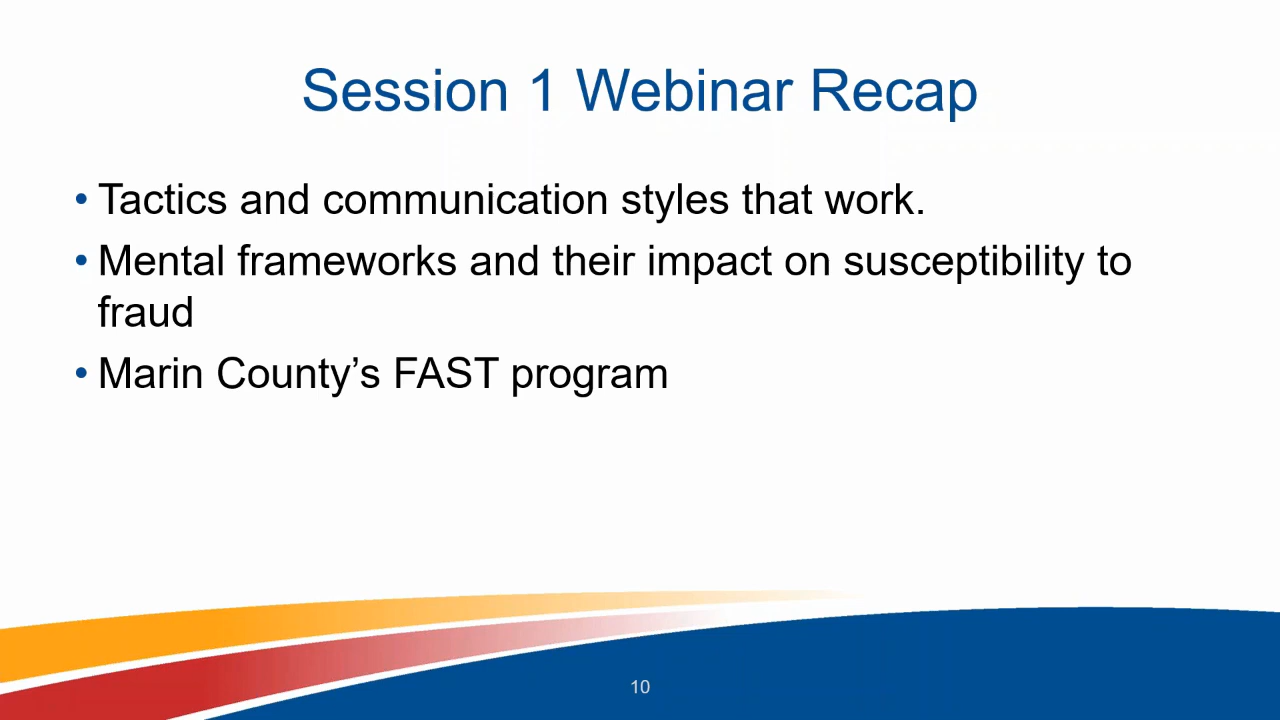 Session 1 Webinar Recap
• Tactics and communication styles that work.
• Mental frameworks and their impact on susceptibility to
fraud
• Marin County’s FAST program
10